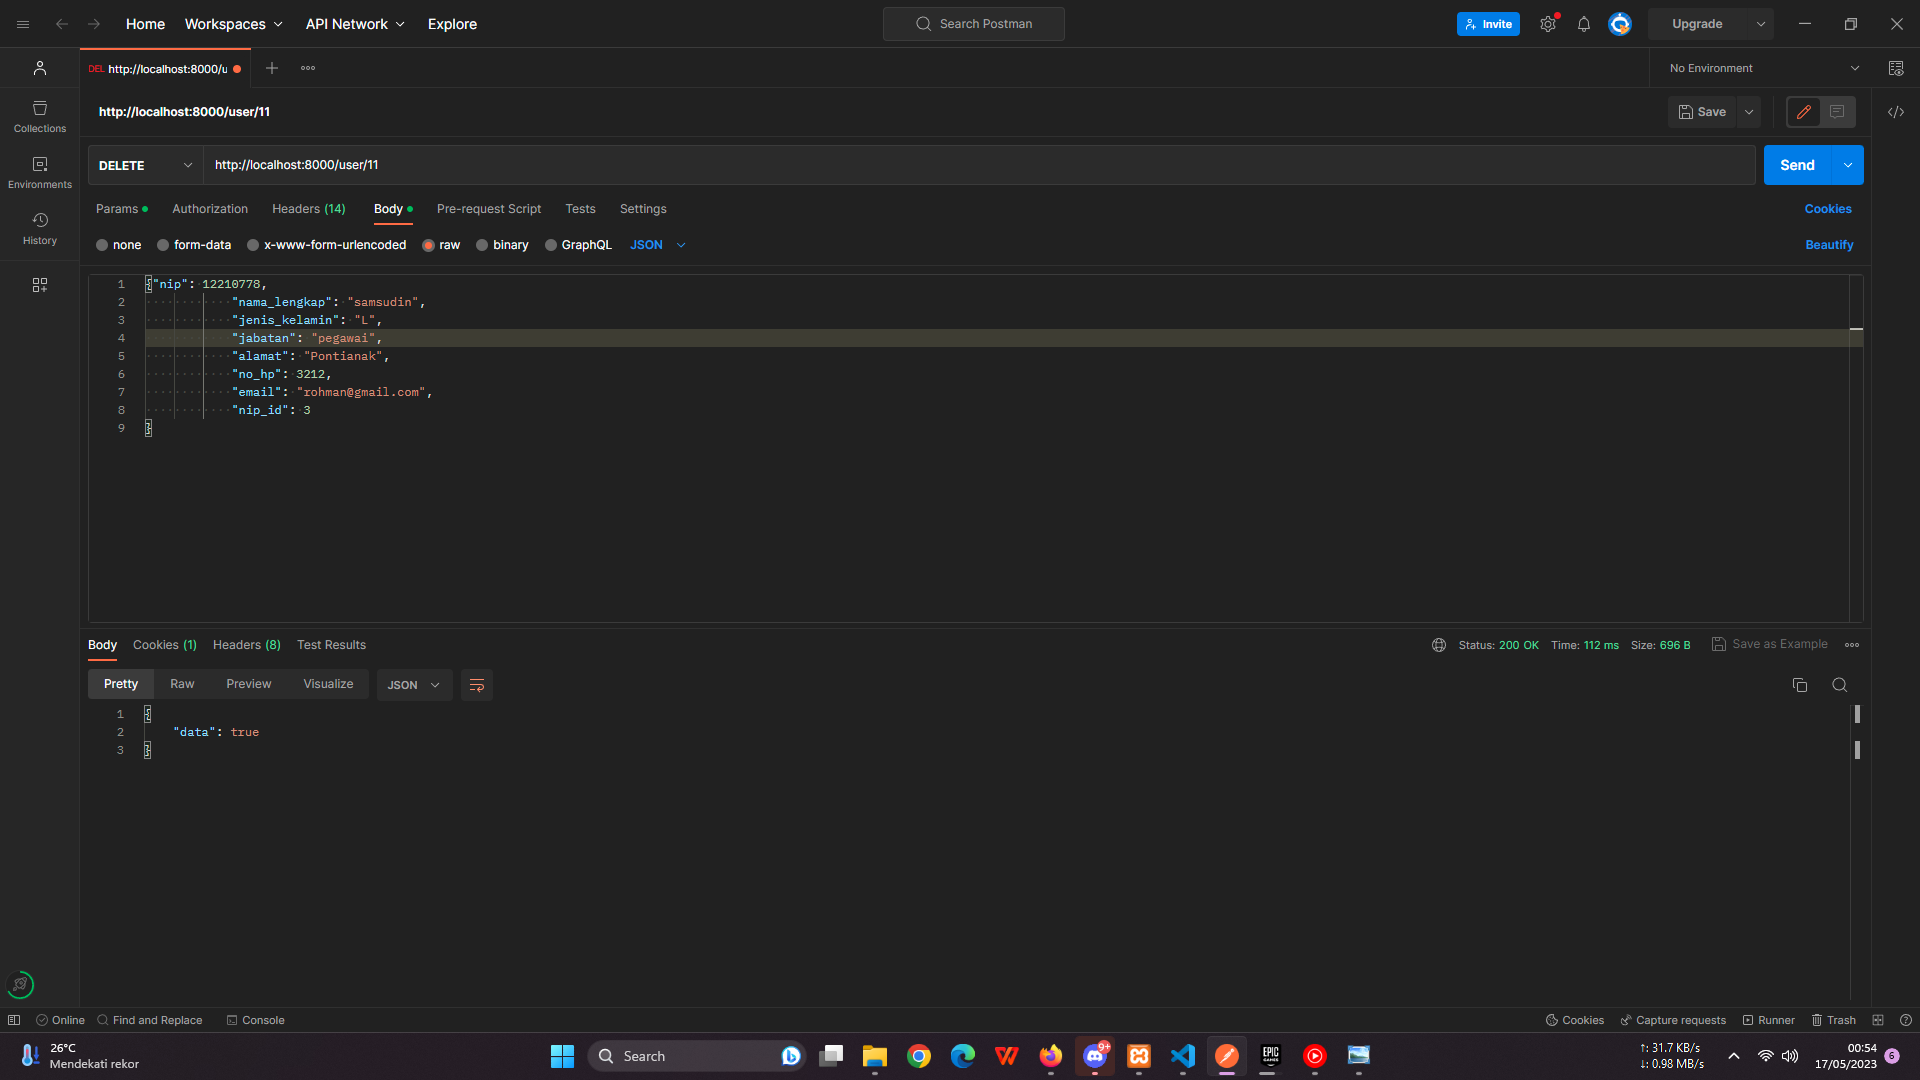 Home Workspaces API Network Explore Search Postman Invite Upgrade
DEL http://localhost:8000/u No Environment
http://localhost:8000/user/11 Save
Collections
DELETE http://localhost:8000/user/11 Send
Environments
Params Authorization Headers (14) Body Pre-request Script Tests Settings Cookies
History
none form-data x-www-form-urlencoded raw binary GraphQL JSON Beautify
1 {"nip": 12210778,
2 "nama_lengkap": "samsudin",
3 "jenis_kelamin": "L",
4 "jabatan": "pegawai",
5 "alamat": "Pontianak",
6 "no_hp": 3212,
7 "email": "rohman@gmail.com",
8 "nip_id": 3
9 }
Body Cookies (1) Headers (8) Test Results Status: 200 OK Time: 112 ms Size: 696 B Save as Example
Pretty Raw Preview Visualize JSON
1 {
2 "data": true
3 }
Online Find and Replace Console Cookies Capture requests Runner Trash
26°C
Mendekati rekor
Search
9+
EPIC
GAMES
↑: 31.7 KB/s
↓: 0.98 MB/s
00:54
17/05/2023
6